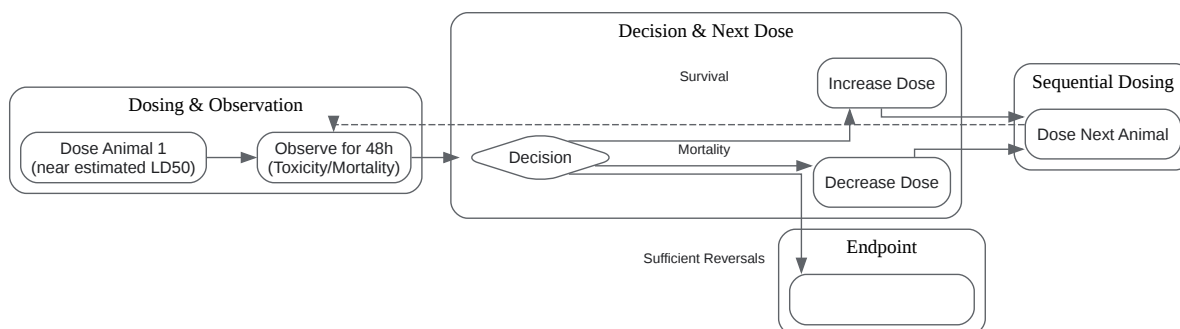 Decision & Next Dose
Survival
Increase Dose
Sequential Dosing
Dosing & Observation
Dose Animal 1
(near estimated LD50)
Observe for 48h
(Toxicity/Mortality)
Decision
Mortality
Dose Next Animal
Decrease Dose
Endpoint
Sufficient Reversals